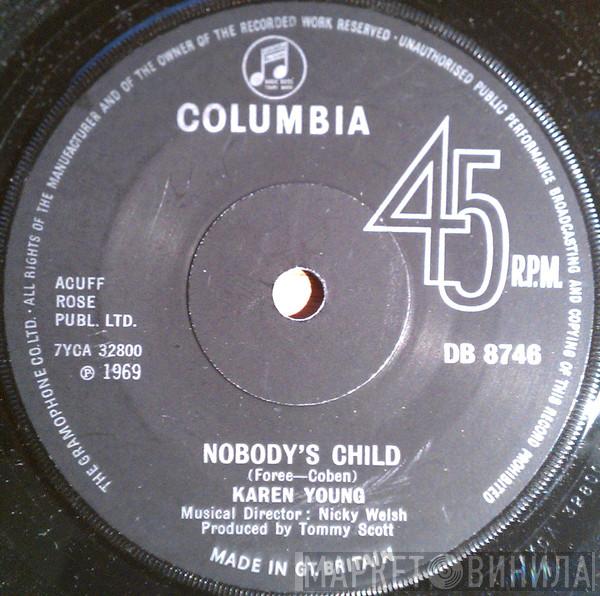 THE GRAMOPHONE CO.LTD. · ALL RIGHTS OF THE MANUFACTURER AND OF THE OWNER OF THE RECORDED WORK RESERVED · UNAUTHORISED PUBLIC PERFORMANCE BROADCASTING AND COPYING OF THIS RECORD PROHIBITED
COLUMBIA
45 R.P.M.
ACUFF
ROSE
PUBL. LTD.
7YCA 32800
℗ 1969
DB 8746
NOBODY'S CHILD
(Foree—Coben)
KAREN YOUNG
Musical Director: Nicky Welsh
Produced by Tommy Scott
MADE IN GT. BRITAIN
МАРКЕТ ВИНИЛА